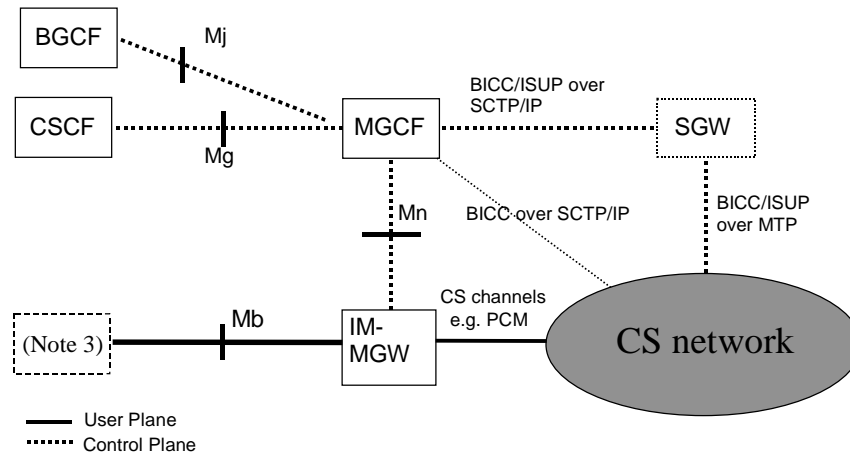 BGCF
Mj
BICC/ISUP over
SCTP/IP
CSCF
MGCF
SGW
Mg
Mn
BICC over SCTP/IP
BICC/ISUP
over MTP
CS channels
e.g. PCM
(Note 3)
Mb
IM-
MGW
CS network
User Plane
Control Plane